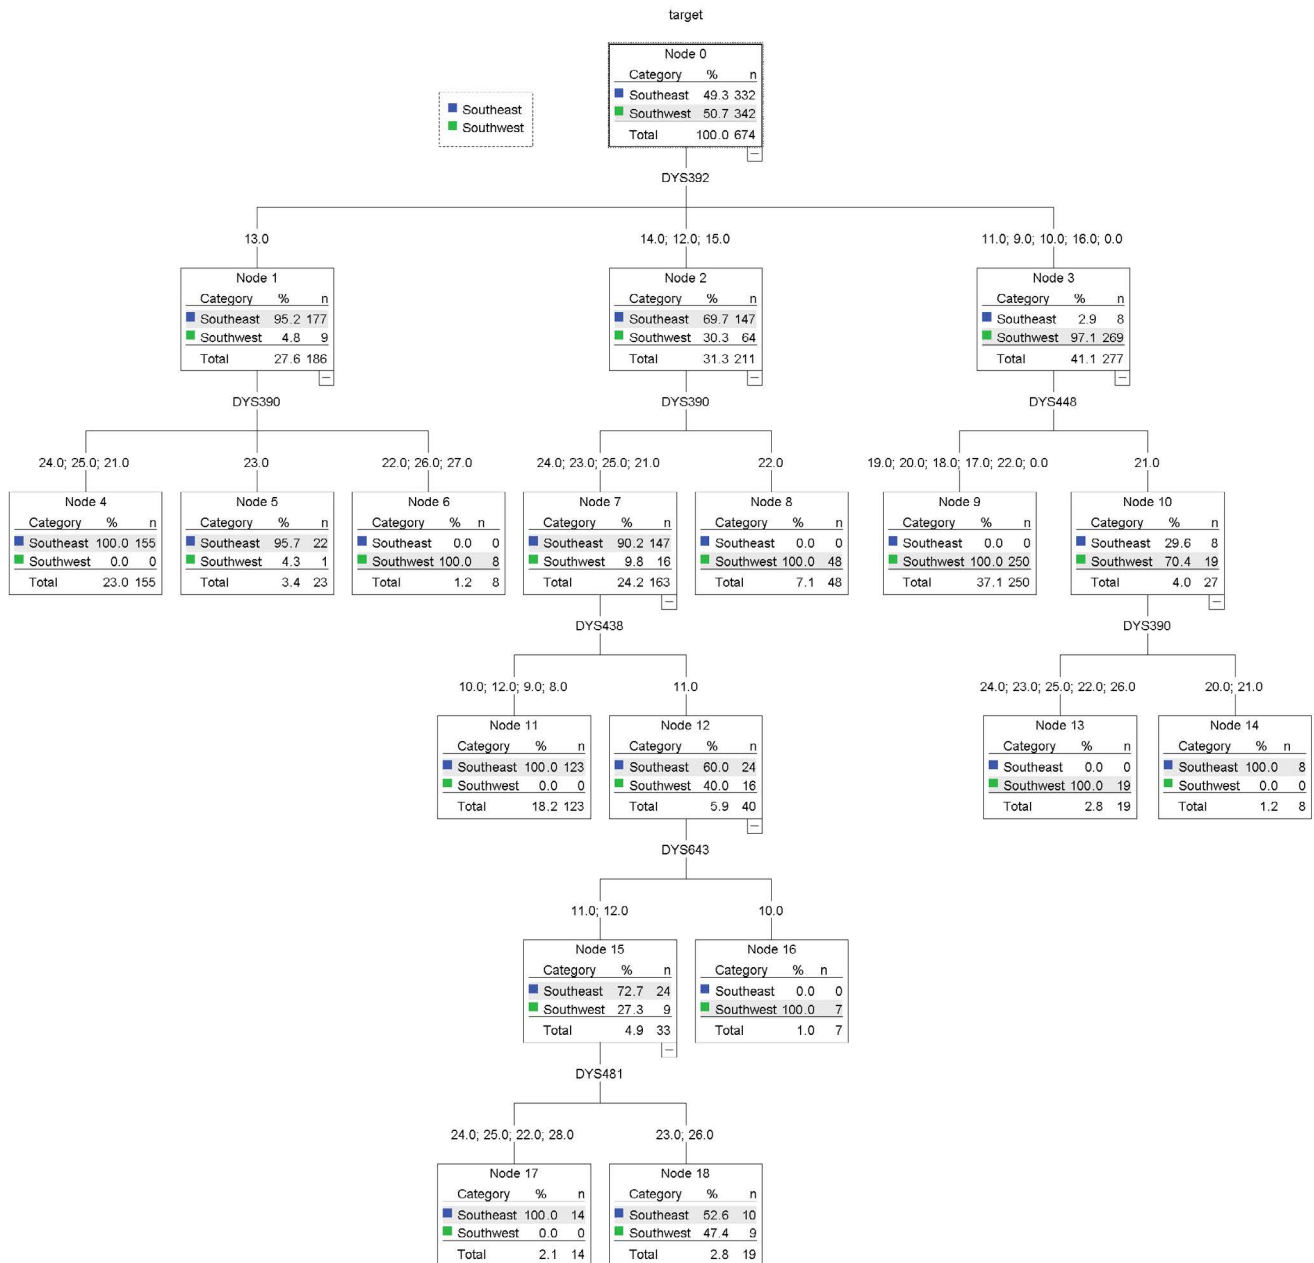 target
Node 0
Category % n
Southeast 49.3 332
Southwest 50.7 342
Total 100.0 674
Southeast
Southwest
DYS392
13.0
14.0; 12.0; 15.0
11.0; 9.0; 10.0; 16.0; 0.0
Node 1
Category % n
Southeast 95.2 177
Southwest 4.8 9
Total 27.6 186
Node 2
Category % n
Southeast 69.7 147
Southwest 30.3 64
Total 31.3 211
Node 3
Category % n
Southeast 2.9 8
Southwest 97.1 269
Total 41.1 277
DYS390
DYS390
DYS448
24.0; 25.0; 21.0
23.0
22.0; 26.0; 27.0
24.0; 23.0; 25.0; 21.0
22.0
19.0; 20.0; 18.0; 17.0; 22.0; 0.0
21.0
Node 4
Category % n
Southeast 100.0 155
Southwest 0.0 0
Total 23.0 155
Node 5
Category % n
Southeast 95.7 22
Southwest 4.3 1
Total 3.4 23
Node 6
Category % n
Southeast 0.0 0
Southwest 100.0 8
Total 1.2 8
Node 7
Category % n
Southeast 90.2 147
Southwest 9.8 16
Total 24.2 163
Node 8
Category % n
Southeast 0.0 0
Southwest 100.0 48
Total 7.1 48
Node 9
Category % n
Southeast 0.0 0
Southwest 100.0 250
Total 37.1 250
Node 10
Category % n
Southeast 29.6 8
Southwest 70.4 19
Total 4.0 27
DYS438
DYS390
10.0; 12.0; 9.0; 8.0
11.0
24.0; 23.0; 25.0; 22.0; 26.0
20.0; 21.0
Node 11
Category % n
Southeast 100.0 123
Southwest 0.0 0
Total 18.2 123
Node 12
Category % n
Southeast 60.0 24
Southwest 40.0 16
Total 5.9 40
Node 13
Category % n
Southeast 0.0 0
Southwest 100.0 19
Total 2.8 19
Node 14
Category % n
Southeast 100.0 8
Southwest 0.0 0
Total 1.2 8
DYS643
11.0; 12.0
10.0
Node 15
Category % n
Southeast 72.7 24
Southwest 27.3 9
Total 4.9 33
Node 16
Category % n
Southeast 0.0 0
Southwest 100.0 7
Total 1.0 7
DYS481
24.0; 25.0; 22.0; 28.0
23.0; 26.0
Node 17
Category % n
Southeast 100.0 14
Southwest 0.0 0
Total 2.1 14
Node 18
Category % n
Southeast 52.6 10
Southwest 47.4 9
Total 2.8 19